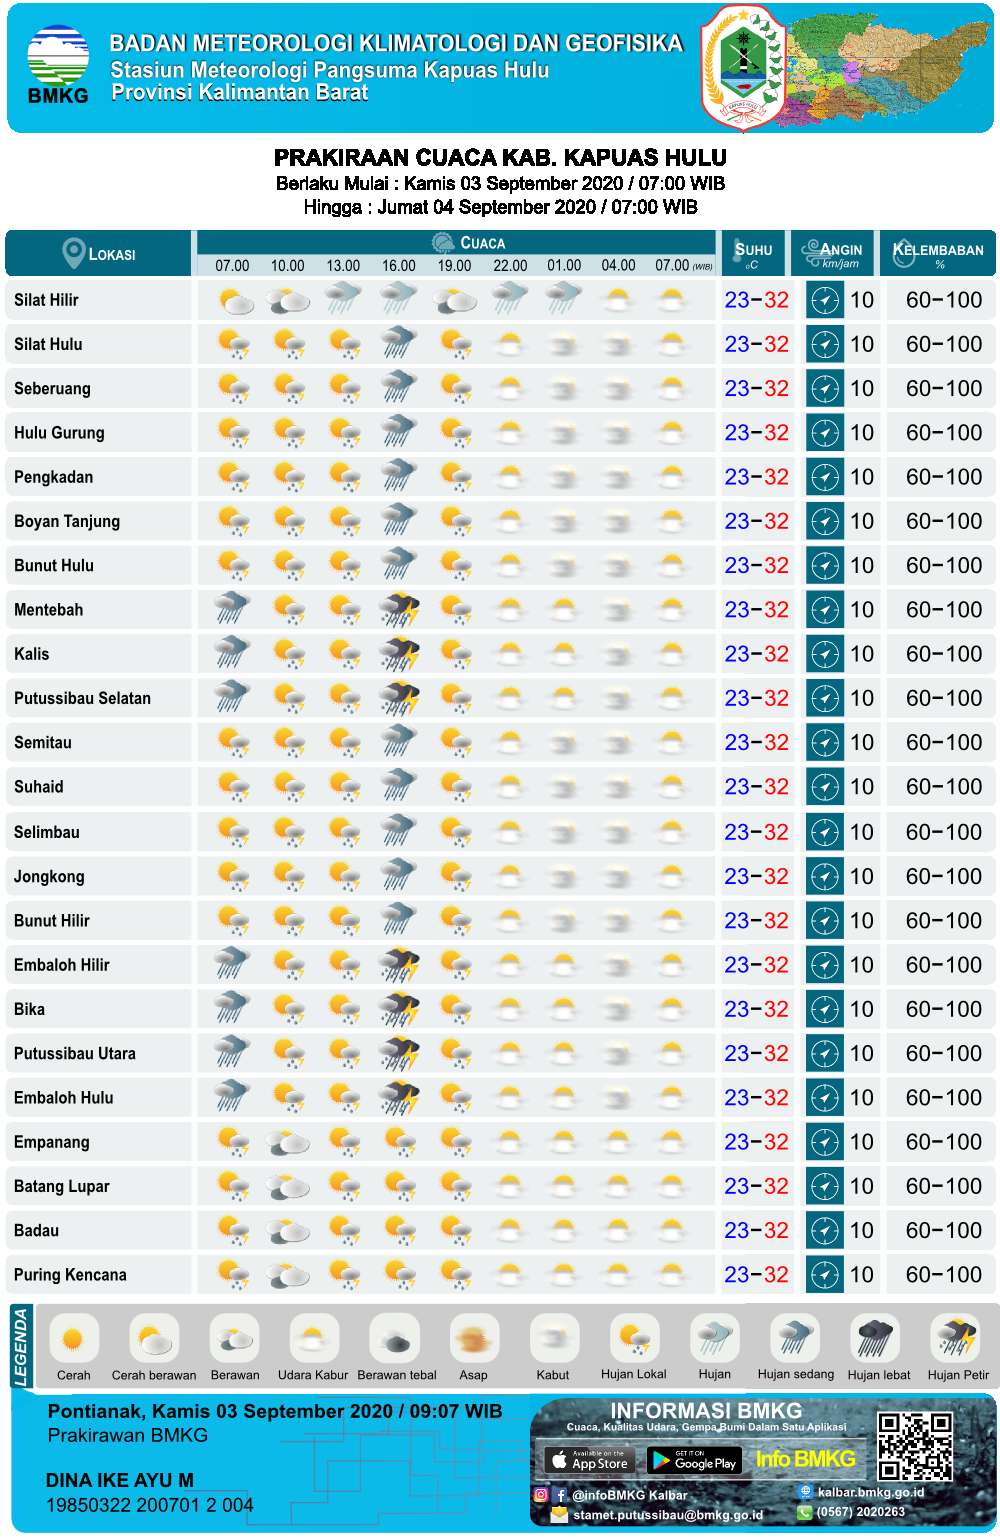 BMKG
BADAN METEOROLOGI KLIMATOLOGI DAN GEOFISIKA
Stasiun Meteorologi Pangsuma Kapuas Hulu
Provinsi Kalimantan Barat
KAPUAS HULU
PRAKIRAAN CUACA KAB. KAPUAS HULU
Berlaku Mulai : Kamis 03 September 2020 / 07:00 WIB
Hingga : Jumat 04 September 2020 / 07:00 WIB
LOKASI CUACA SUHU ANGIN KELEMBABAN
07.00 10.00 13.00 16.00 19.00 22.00 01.00 04.00 07.00 (WIB) °C km/jam %
Silat Hilir 23-32 10 60-100
Silat Hulu 23-32 10 60-100
Seberuang 23-32 10 60-100
Hulu Gurung 23-32 10 60-100
Pengkadan 23-32 10 60-100
Boyan Tanjung 23-32 10 60-100
Bunut Hulu 23-32 10 60-100
Mentebah 23-32 10 60-100
Kalis 23-32 10 60-100
Putussibau Selatan 23-32 10 60-100
Semitau 23-32 10 60-100
Suhaid 23-32 10 60-100
Selimbau 23-32 10 60-100
Jongkong 23-32 10 60-100
Bunut Hilir 23-32 10 60-100
Embaloh Hilir 23-32 10 60-100
Bika 23-32 10 60-100
Putussibau Utara 23-32 10 60-100
Embaloh Hulu 23-32 10 60-100
Empanang 23-32 10 60-100
Batang Lupar 23-32 10 60-100
Badau 23-32 10 60-100
Puring Kencana 23-32 10 60-100
LEGENDA
Cerah Cerah berawan Berawan Udara Kabur Berawan tebal Asap Kabut Hujan Lokal Hujan Hujan sedang Hujan lebat Hujan Petir
Pontianak, Kamis 03 September 2020 / 09:07 WIB
Prakirawan BMKG
DINA IKE AYU M
19850322 200701 2 004
INFORMASI BMKG
Cuaca, Kualitas Udara, Gempa Bumi Dalam Satu Aplikasi
Available on the App Store
GET IT ON Google Play
Info BMKG
@infoBMKG Kalbar
kalbar.bmkg.go.id
stamet.putussibau@bmkg.go.id
(0567) 2020263